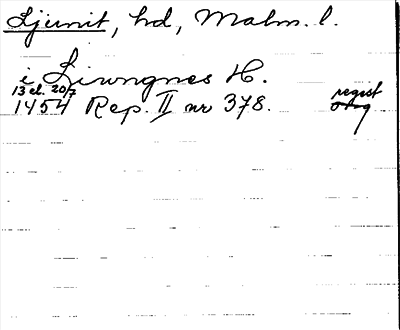 Ljunit, hd, Malm. l.
i Liwngnes H.
13 el. 20/7
1454 Rep. II nr 378. regest
orig